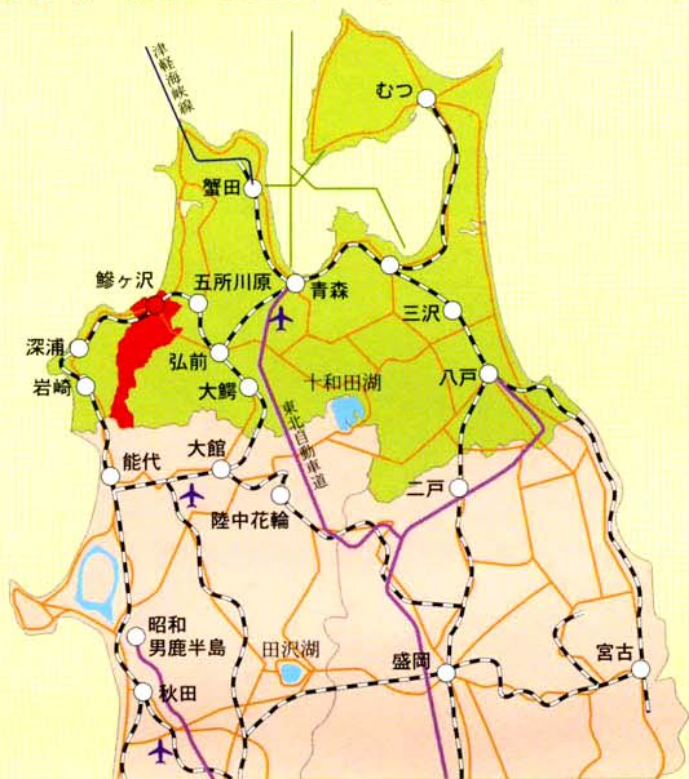 津軽海峡線
むつ
蟹田
鰺ヶ沢
五所川原
青森
三沢
深浦
弘前
岩崎
大鰐
十和田湖
八戸
東北自動車道
能代
大館
陸中花輪
二戸
昭和
男鹿半島
田沢湖
盛岡
宮古
秋田